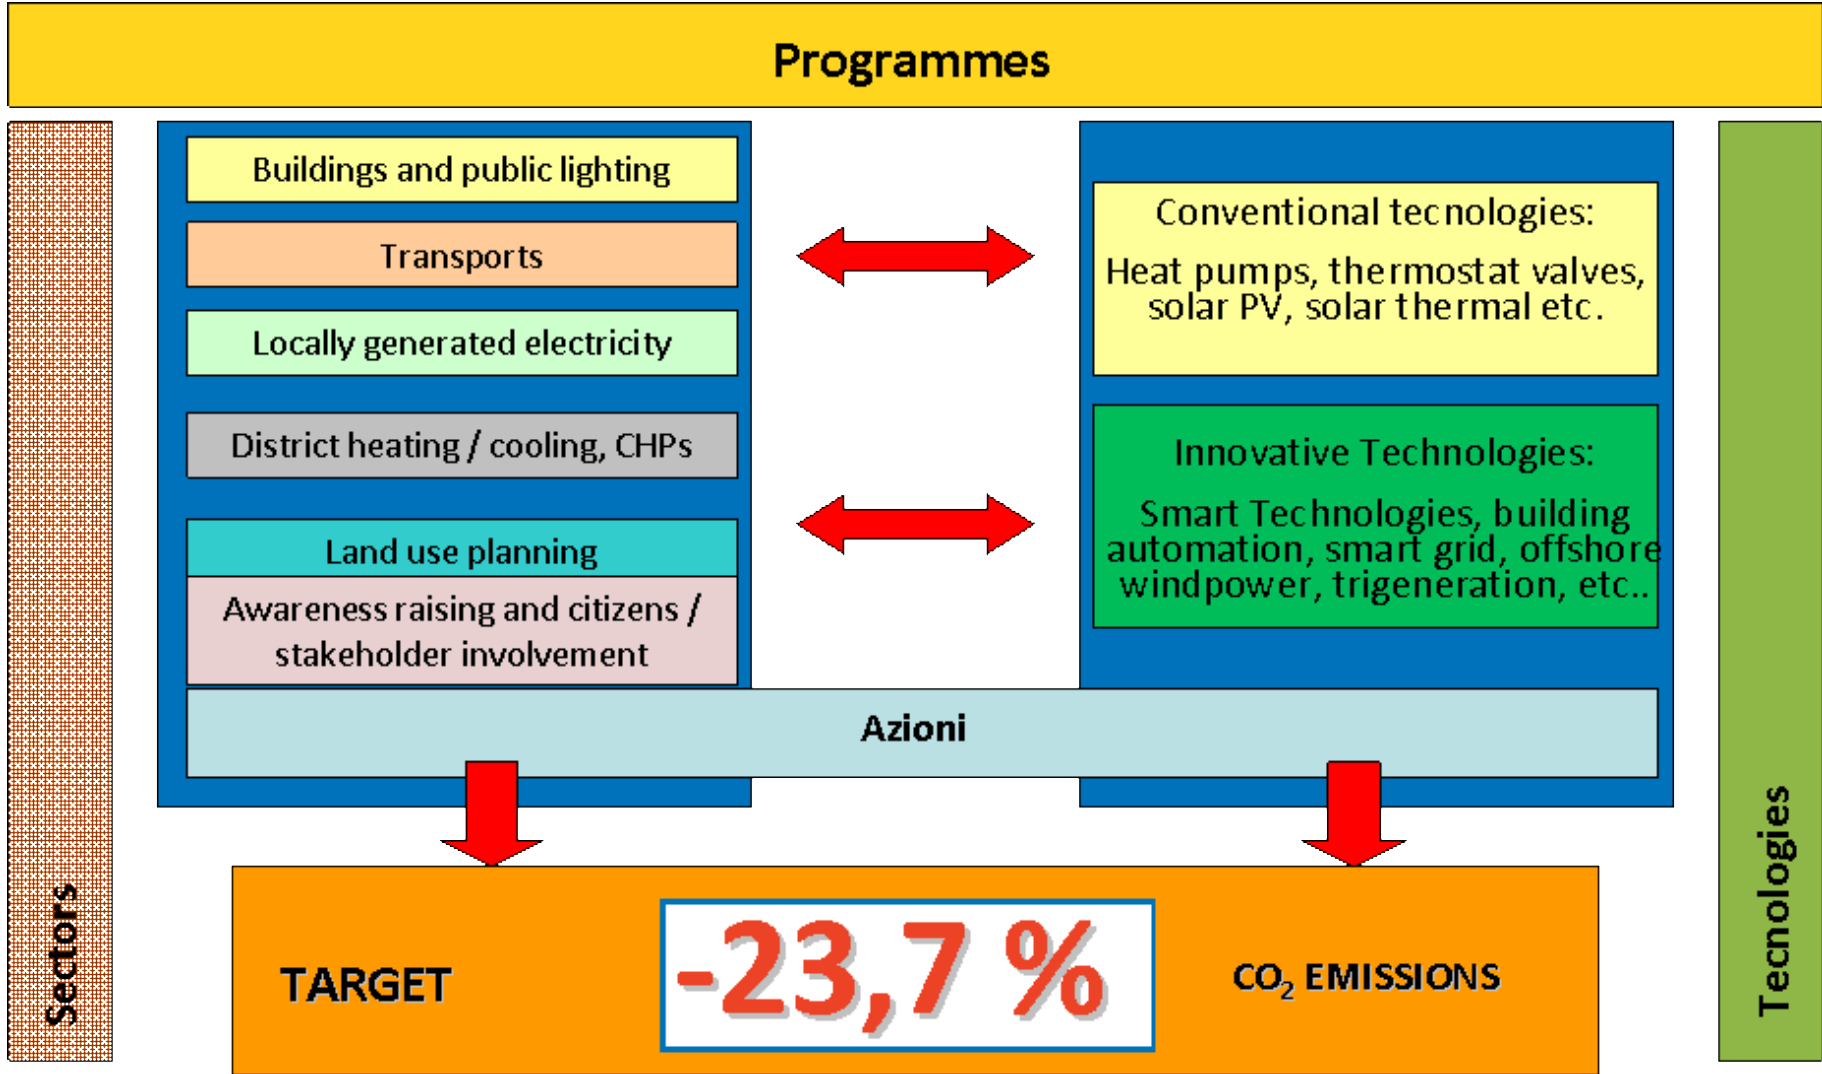 Programmes
Sectors
Buildings and public lighting
Transports
Locally generated electricity
District heating / cooling, CHPs
Land use planning
Awareness raising and citizens /
stakeholder involvement
Conventional tecnologies:
Heat pumps, thermostat valves,
solar PV, solar thermal etc.
Innovative Technologies:
Smart Technologies, building
automation, smart grid, offshore
windpower, trigeneration, etc..
Tecnologies
Azioni
TARGET
-23,7 %
CO₂ EMISSIONS